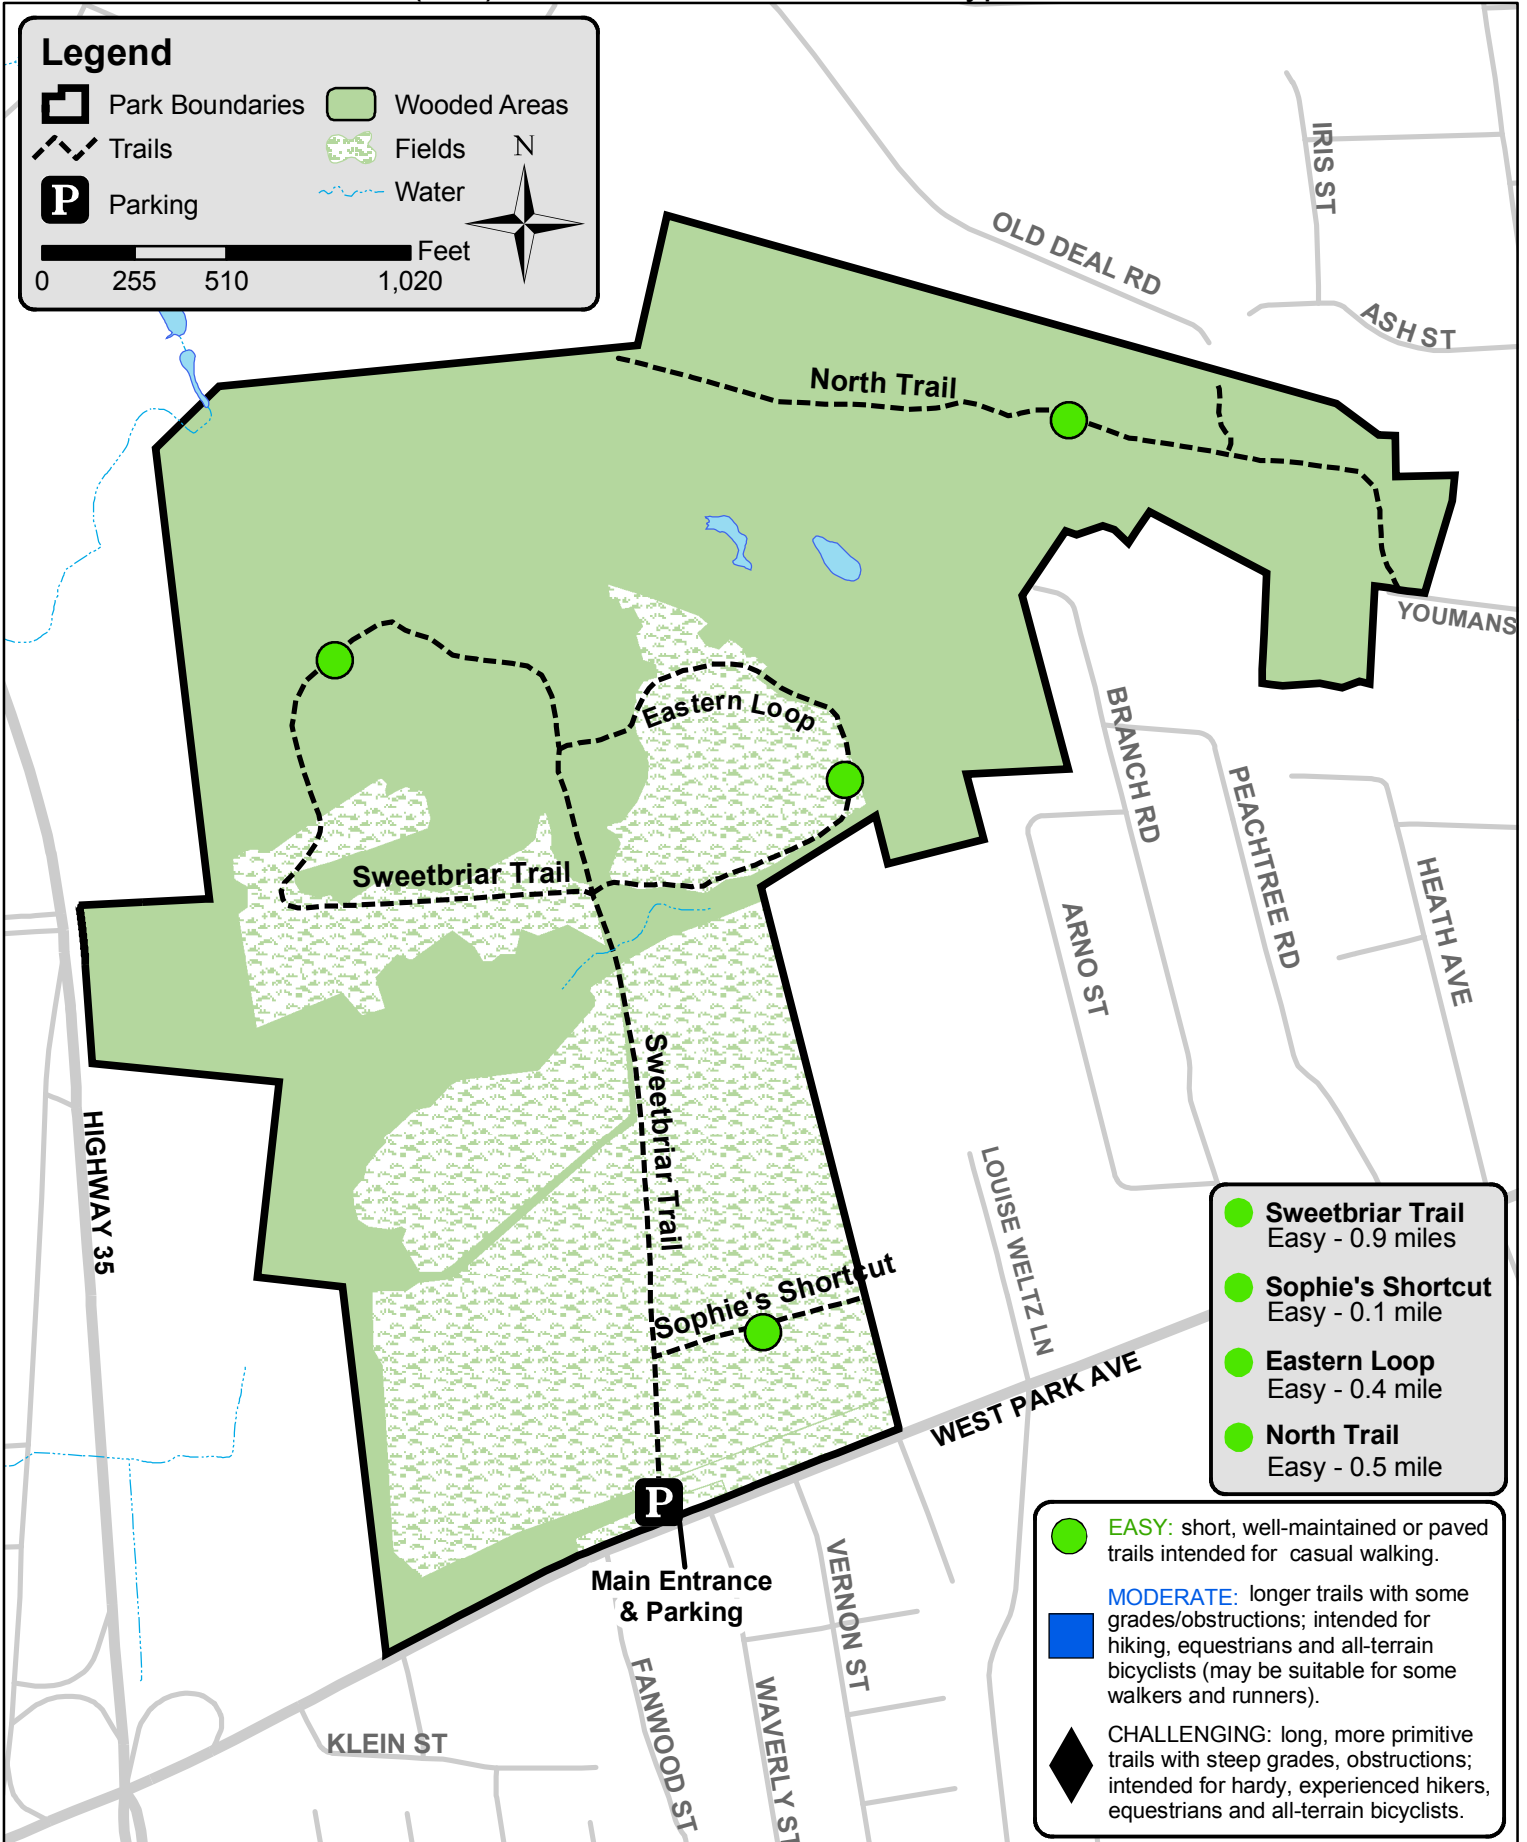 Legend
Park Boundaries
Wooded Areas
Trails
Fields
N
P
Parking
Water
Feet
0 255 510 1,020
IRIS ST
OLD DEAL RD
ASH ST
North Trail
YOUMANS
Eastern Loop
BRANCH RD
PEACHTREE RD
HEATH AVE
Sweetbriar Trail
ARNO ST
Sweetbriar Trail
HIGHWAY 35
LOUISE WELTZ LN
Sophie's Shortcut
WEST PARK AVE
P
Main Entrance
& Parking
VERNON ST
FANWOOD ST
WAVERLY ST
KLEIN ST
Sweetbriar Trail
Easy - 0.9 miles
Sophie's Shortcut
Easy - 0.1 mile
Eastern Loop
Easy - 0.4 mile
North Trail
Easy - 0.5 mile
EASY: short, well-maintained or paved
trails intended for casual walking.
MODERATE: longer trails with some
grades/obstructions; intended for
hiking, equestrians and all-terrain
bicyclists (may be suitable for some
walkers and runners).
CHALLENGING: long, more primitive
trails with steep grades, obstructions;
intended for hardy, experienced hikers,
equestrians and all-terrain bicyclists.